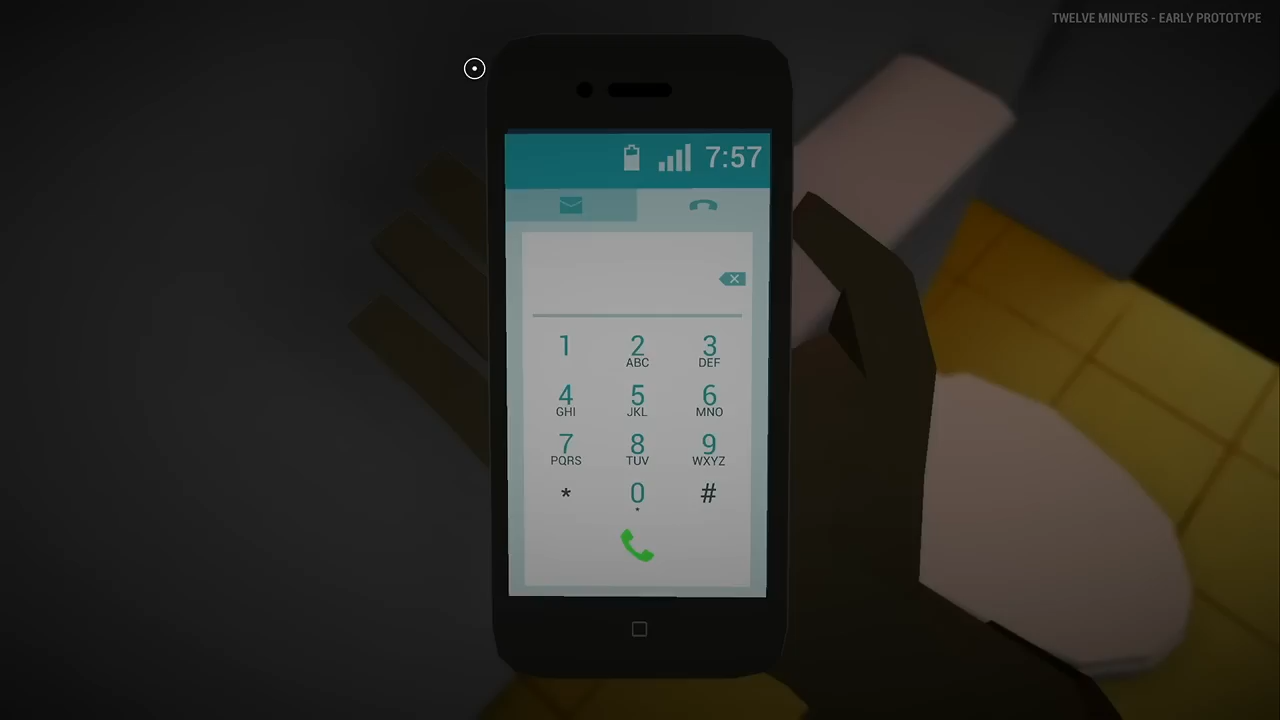 TWELVE MINUTES - EARLY PROTOTYPE
7:57
1 2 3
ABC DEF
4 5 6
GHI JKL MNO
7 8 9
PQRS TUV WXYZ
* 0 #